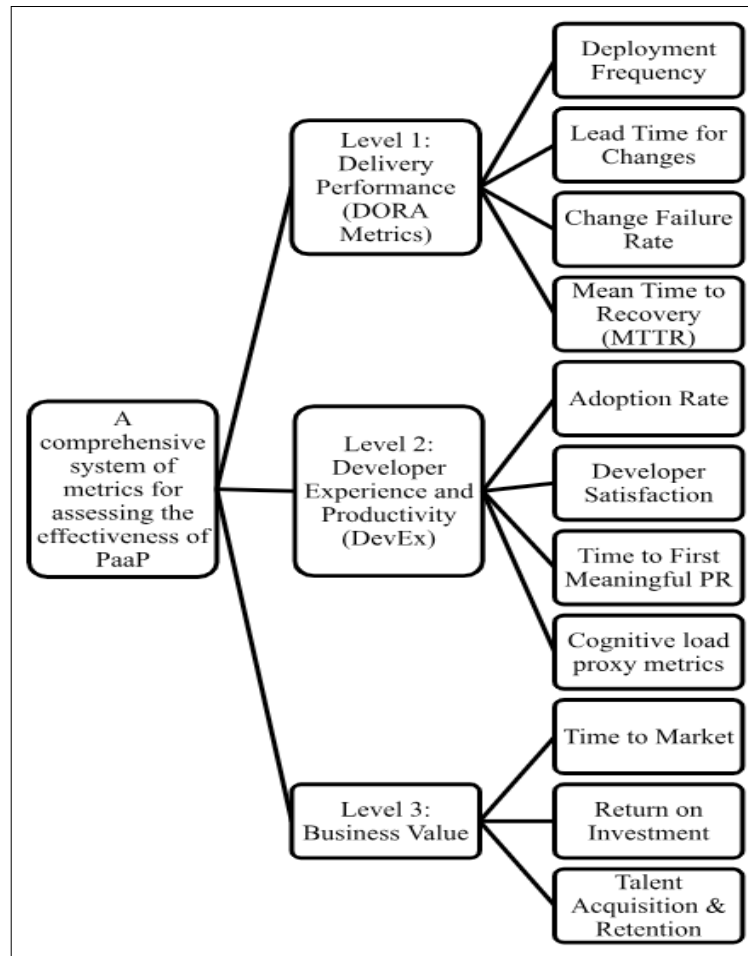 A
comprehensive
system of
metrics for
assessing the
effectiveness of
PaaP
Level 1:
Delivery
Performance
(DORA
Metrics)
Deployment
Frequency
Lead Time for
Changes
Change Failure
Rate
Mean Time to
Recovery
(MTTR)
Level 2:
Developer
Experience and
Productivity
(DevEx)
Adoption Rate
Developer
Satisfaction
Time to First
Meaningful PR
Cognitive load
proxy metrics
Level 3:
Business Value
Time to Market
Return on
Investment
Talent
Acquisition &
Retention